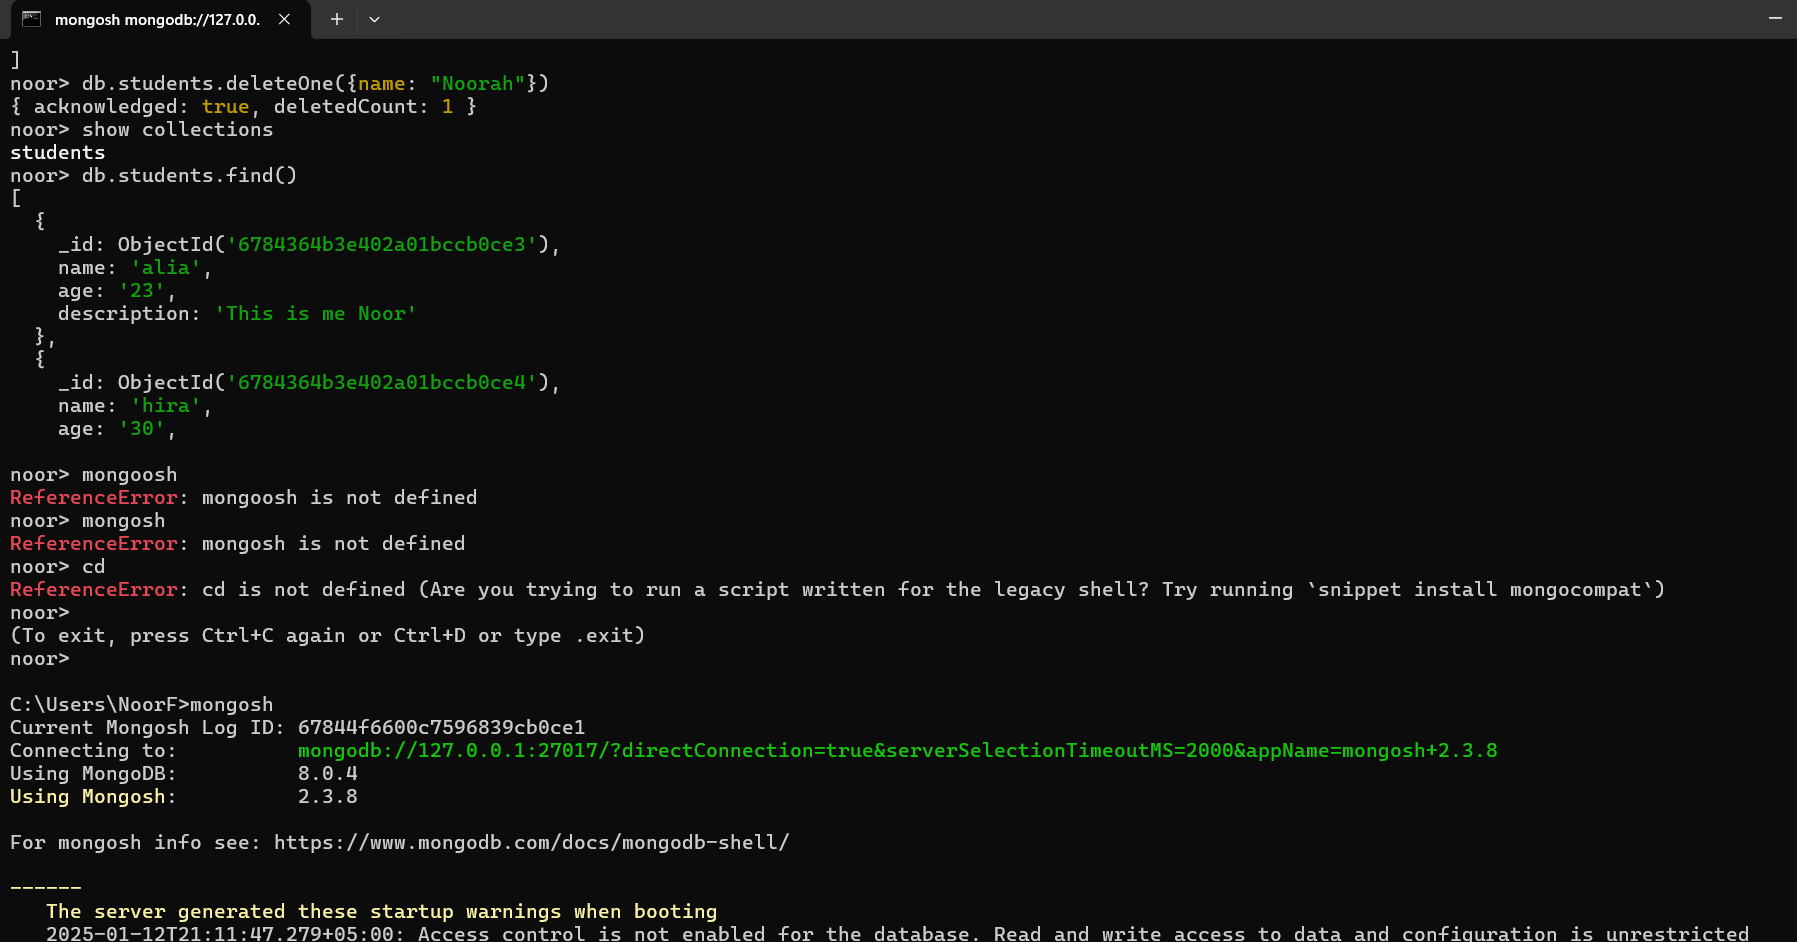 mongosh mongodb://127.0.0.
]
noor> db.students.deleteOne({name: "Noorah"})
{ acknowledged: true, deletedCount: 1 }
noor> show collections
students
noor> db.students.find()
[
  {
    _id: ObjectId('6784364b3e402a01bccb0ce3'),
    name: 'alia',
    age: '23',
    description: 'This is me Noor'
  },
  {
    _id: ObjectId('6784364b3e402a01bccb0ce4'),
    name: 'hira',
    age: '30',
noor> mongoosh
ReferenceError: mongoosh is not defined
noor> mongosh
ReferenceError: mongosh is not defined
noor> cd
ReferenceError: cd is not defined (Are you trying to run a script written for the legacy shell? Try running `snippet install mongocompat`)
noor>
(To exit, press Ctrl+C again or Ctrl+D or type .exit)
noor>
C:\Users\NoorF>mongosh
Current Mongosh Log ID: 67844f6600c7596839cb0ce1
Connecting to:          mongodb://127.0.0.1:27017/?directConnection=true&serverSelectionTimeoutMS=2000&appName=mongosh+2.3.8
Using MongoDB:          8.0.4
Using Mongosh:          2.3.8
For mongosh info see: https://www.mongodb.com/docs/mongodb-shell/
------
   The server generated these startup warnings when booting
   2025-01-12T21:11:47.279+05:00: Access control is not enabled for the database. Read and write access to data and configuration is unrestricted